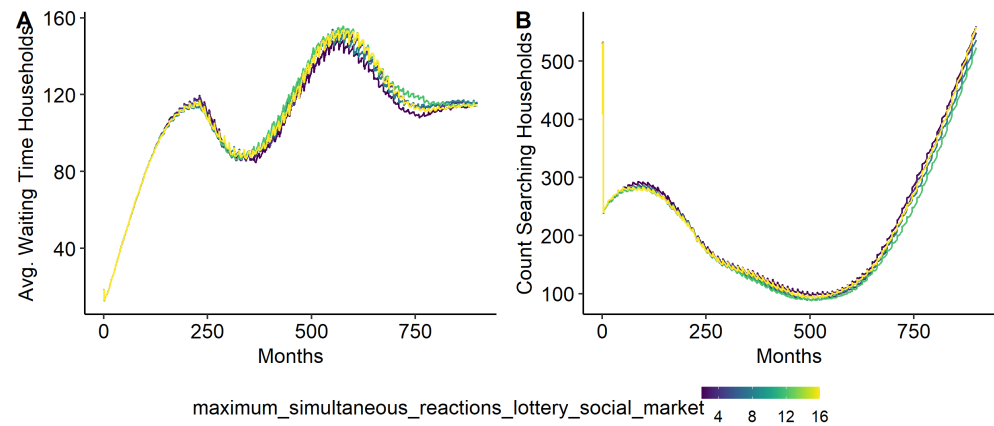 A
Avg. Waiting Time Households
160
120
80
40
0 250 500 750
Months
B
Count Searching Households
500
400
300
200
100
0 250 500 750
Months
maximum_simultaneous_reactions_lottery_social_market
4 8 12 16